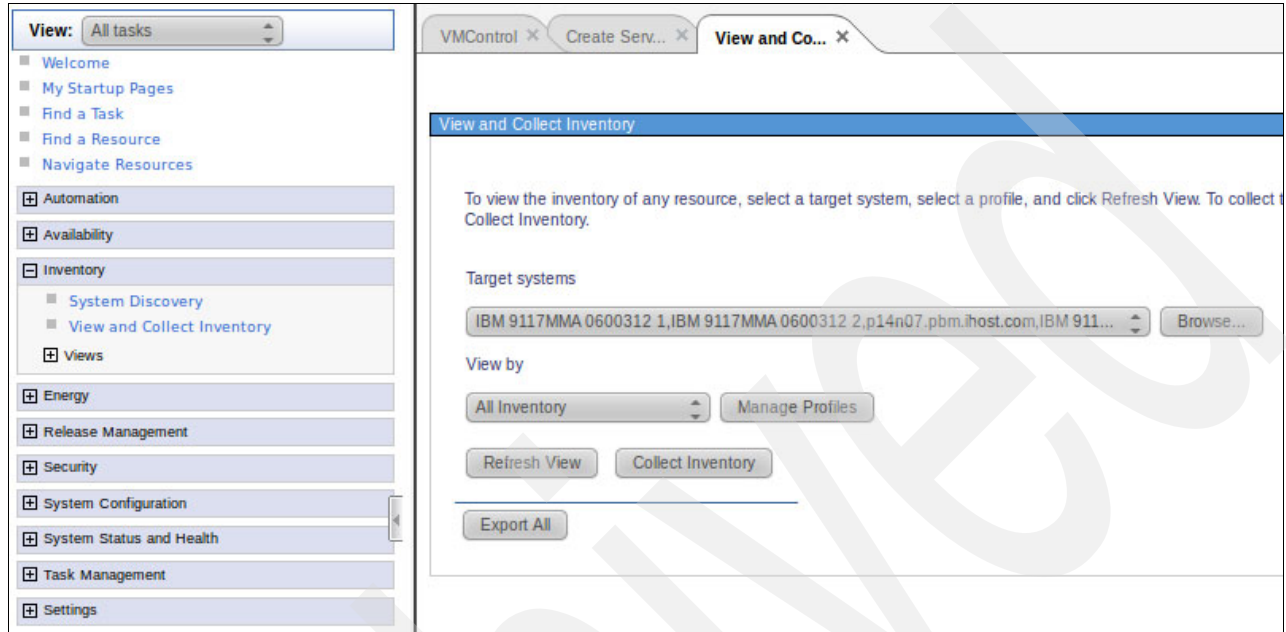 View: All tasks
Welcome
My Startup Pages
Find a Task
Find a Resource
Navigate Resources
Automation
Availability
Inventory
System Discovery
View and Collect Inventory
Views
Energy
Release Management
Security
System Configuration
System Status and Health
Task Management
Settings
VMControl Create Serv... View and Co...
View and Collect Inventory
To view the inventory of any resource, select a target system, select a profile, and click Refresh View. To collect
Collect Inventory.
Target systems
IBM 9117MMA 0600312 1,IBM 9117MMA 0600312 2,p14n07.pbm.ihost.com,IBM 911... Browse...
View by
All Inventory Manage Profiles
Refresh View Collect Inventory
Export All